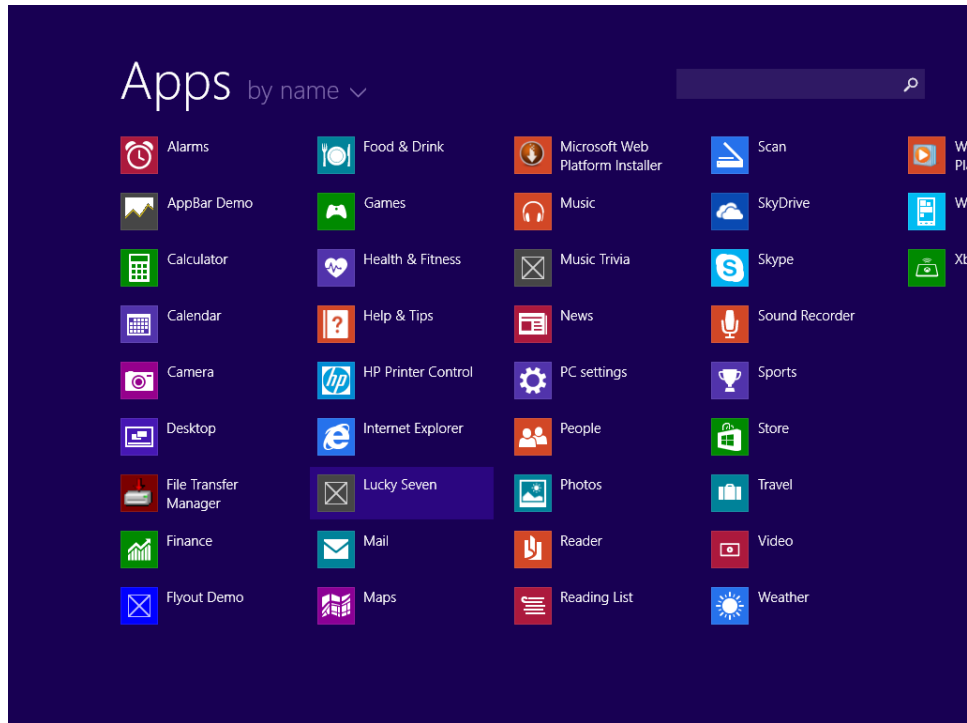 Apps by name
Alarms
AppBar Demo
Calculator
Calendar
Camera
Desktop
File Transfer
Manager
Finance
Flyout Demo
Food & Drink
Games
Health & Fitness
? Help & Tips
hp HP Printer Control
Internet Explorer
Lucky Seven
Mail
Maps
Microsoft Web
Platform Installer
Music
Music Trivia
News
PC settings
People
Photos
Reader
Reading List
Scan
SkyDrive
S Skype
Sound Recorder
Sports
Store
Travel
Video
Weather
W
Pl
W
Xb